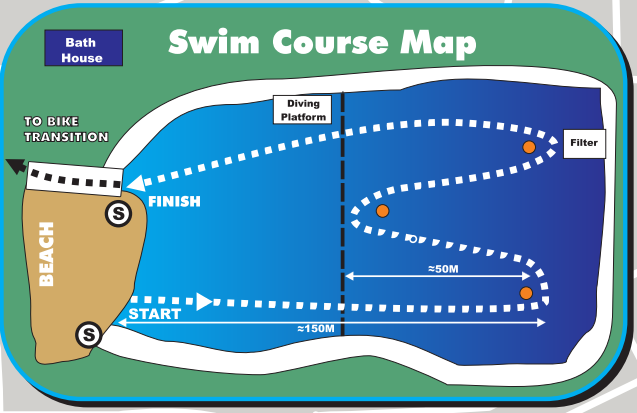 Swim Course Map
Bath
House
Diving
Platform
TO BIKE
TRANSITION
Filter
S
FINISH
BEACH
≈50M
START
≈150M
S